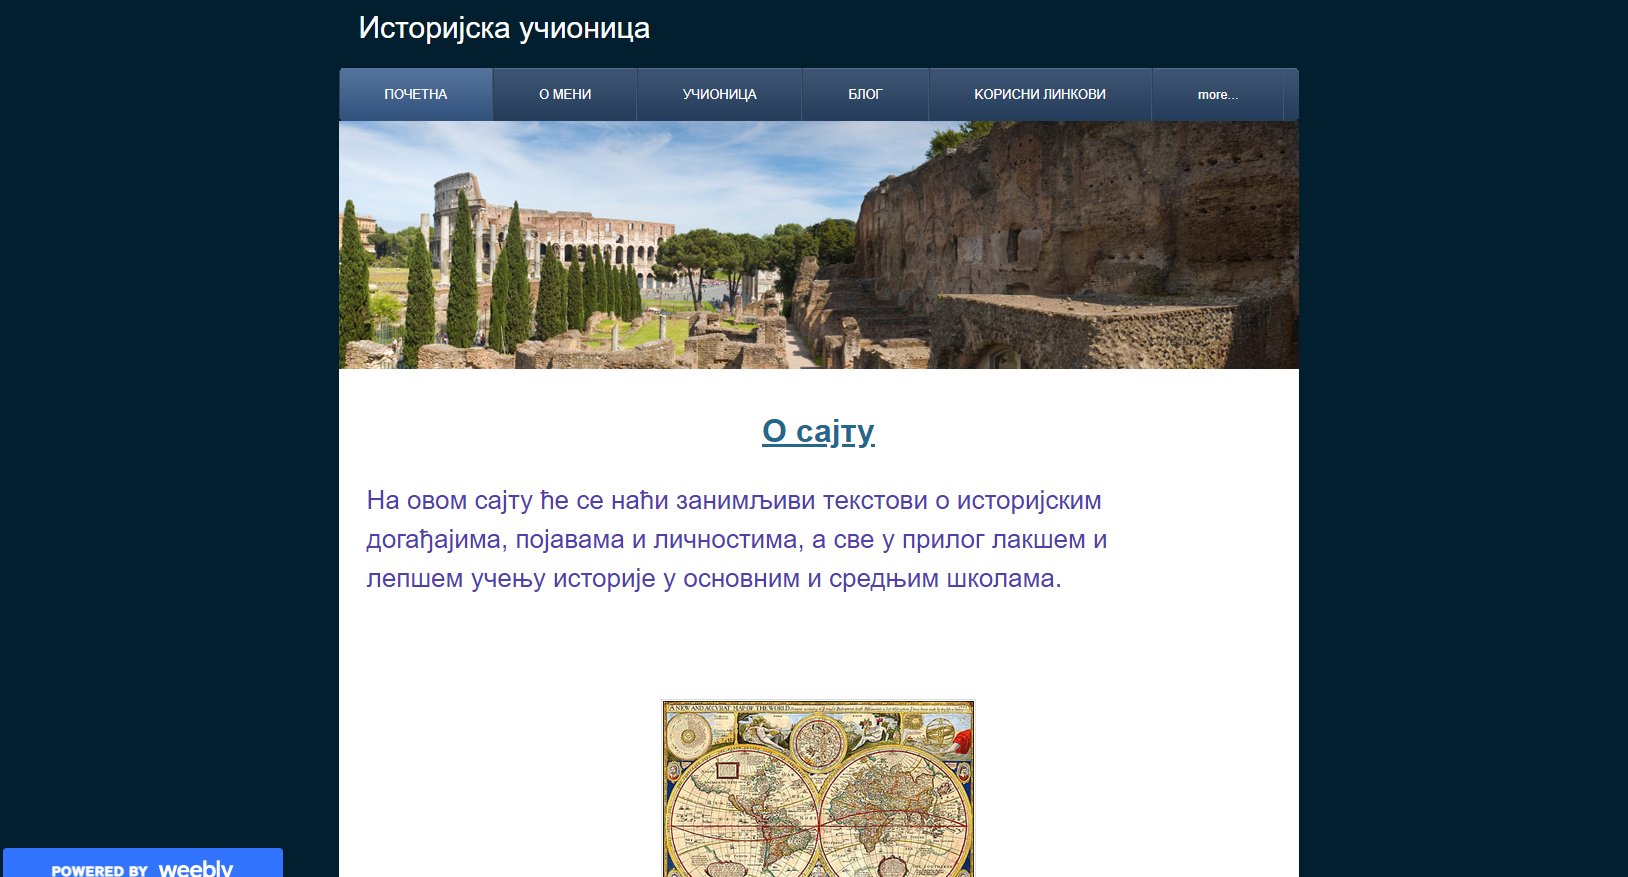 Историјска учионица
ПОЧЕТНА
О МЕНИ
УЧИОНИЦА
БЛОГ
КОРИСНИ ЛИНКОВИ
more...
О сајту
На овом сајту ће се наћи занимљиви текстови о историјским
догађајима, појавама и личностима, а све у прилог лакшем и
лепшем учењу историје у основним и средњим школама.
A NEW AND ACCVRAT MAP OF THE WORLD
POWERED BY weebly